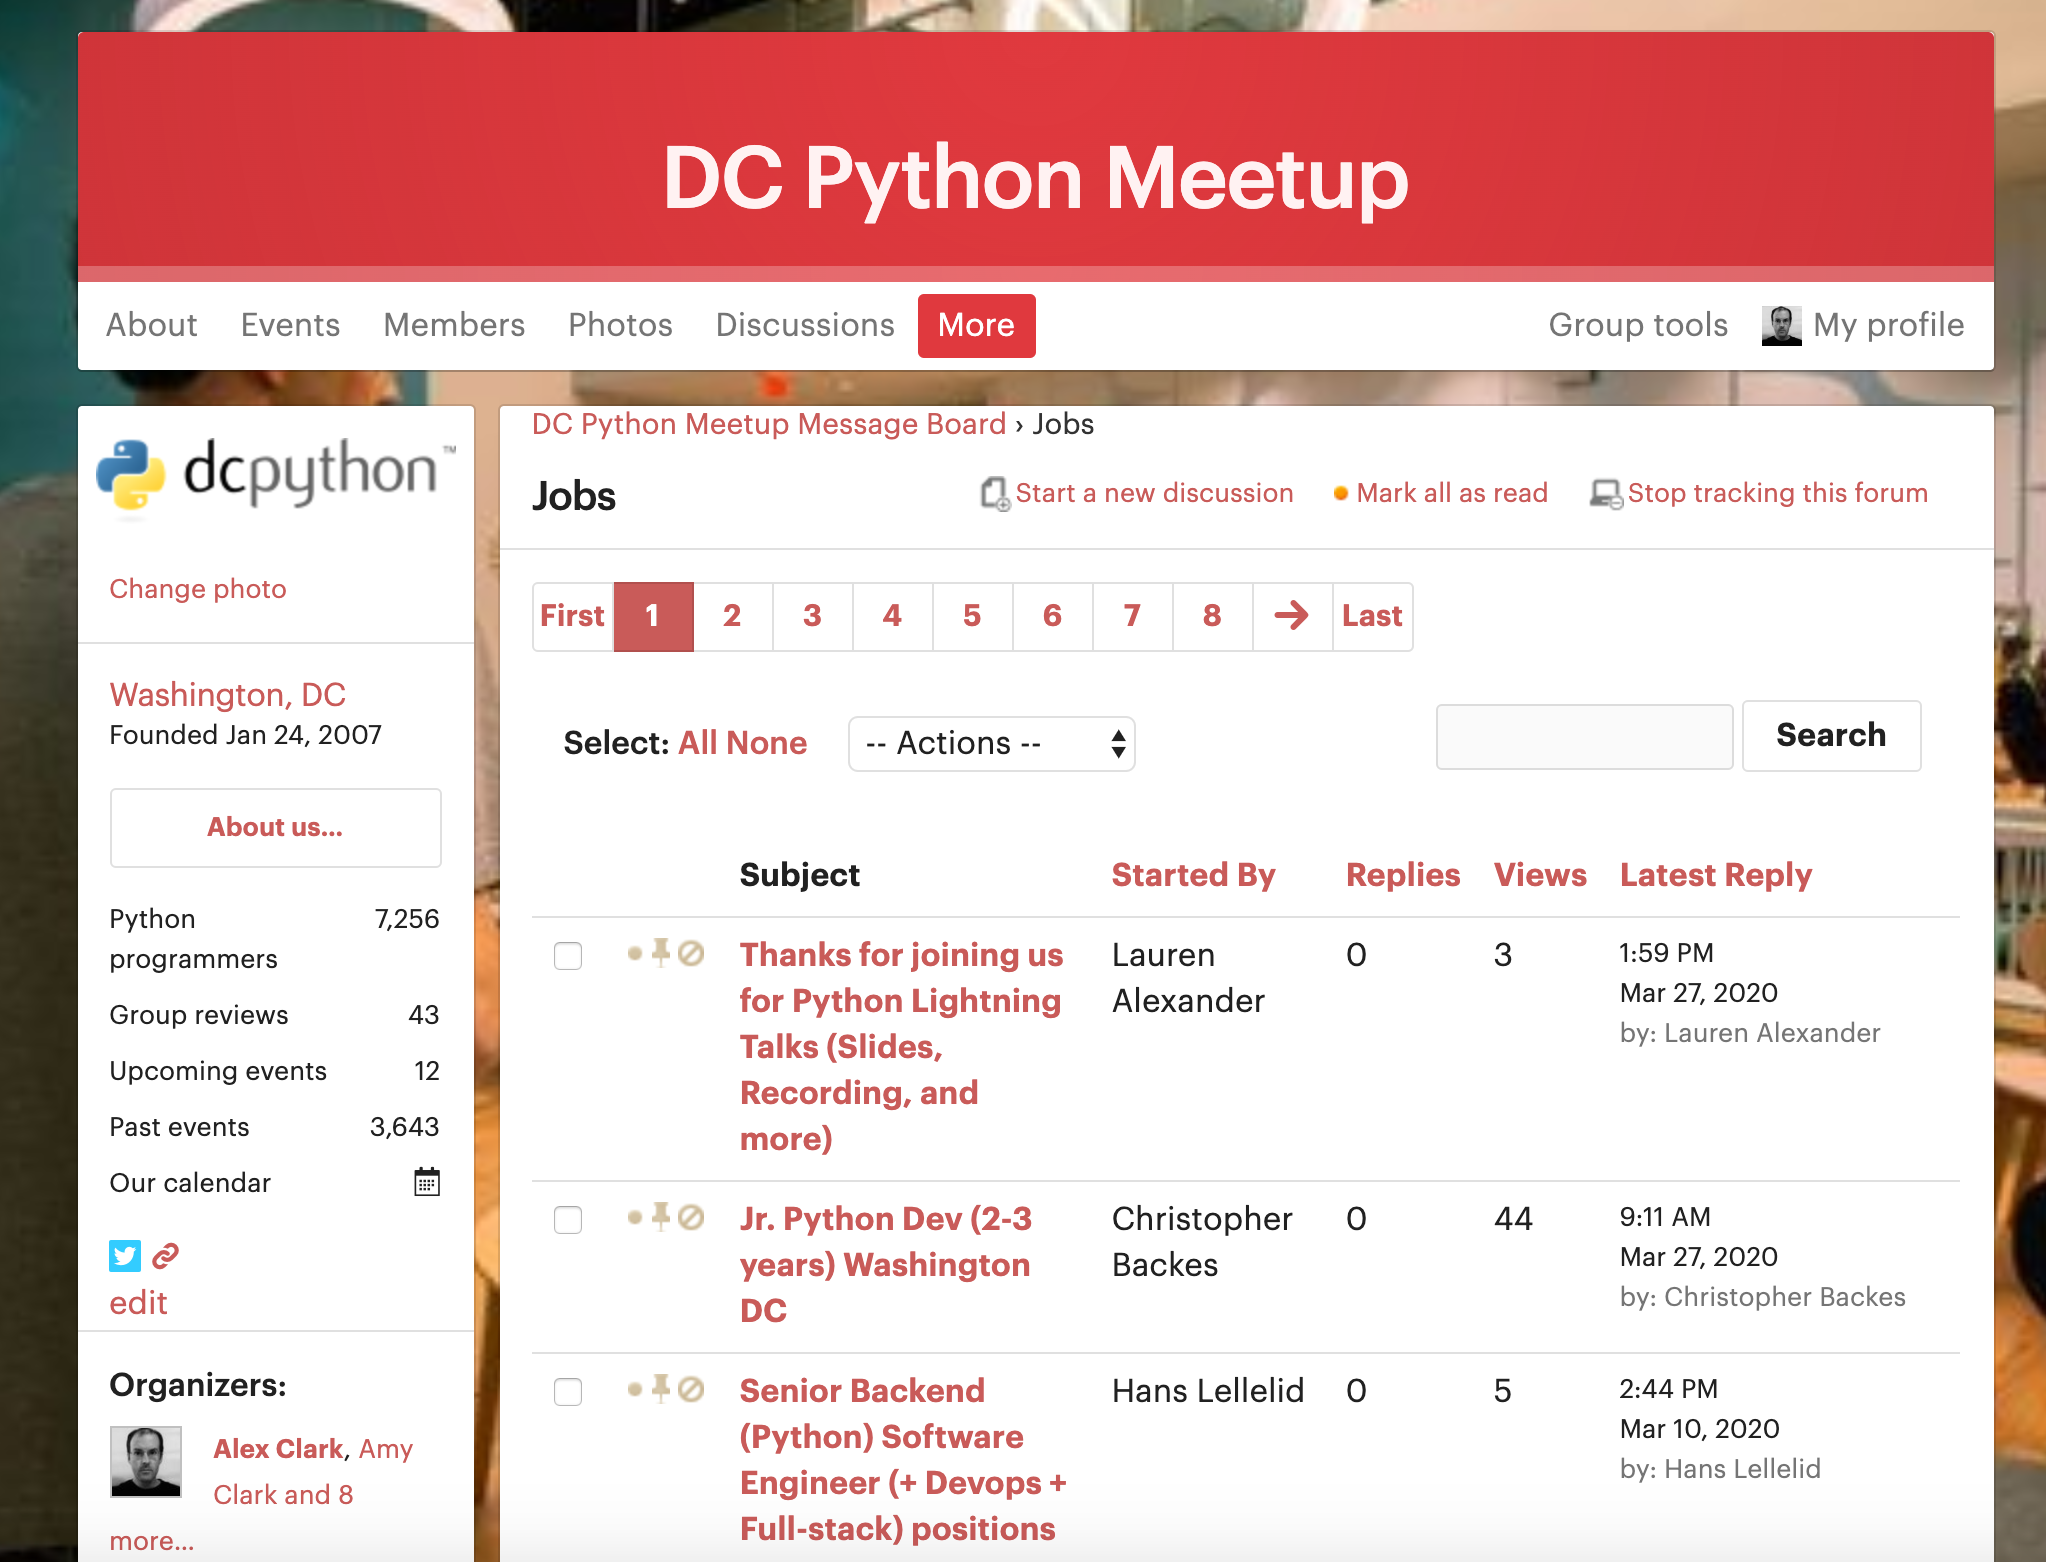 DC Python Meetup
About Events Members Photos Discussions More Group tools My profile
dcpython™
Change photo
Washington, DC
Founded Jan 24, 2007
About us...
Python 7,256
programmers
Group reviews 43
Upcoming events 12
Past events 3,643
Our calendar
edit
Organizers:
Alex Clark, Amy
Clark and 8
more...
DC Python Meetup Message Board › Jobs
Jobs Start a new discussion Mark all as read Stop tracking this forum
First 1 2 3 4 5 6 7 8 → Last
Select: All None -- Actions -- Search
Subject Started By Replies Views Latest Reply
Thanks for joining us
for Python Lightning
Talks (Slides,
Recording, and
more)
Lauren
Alexander
0
3
1:59 PM
Mar 27, 2020
by: Lauren Alexander
Jr. Python Dev (2-3
years) Washington
DC
Christopher
Backes
0
44
9:11 AM
Mar 27, 2020
by: Christopher Backes
Senior Backend
(Python) Software
Engineer (+ Devops +
Full-stack) positions
Hans Lellelid
0
5
2:44 PM
Mar 10, 2020
by: Hans Lellelid